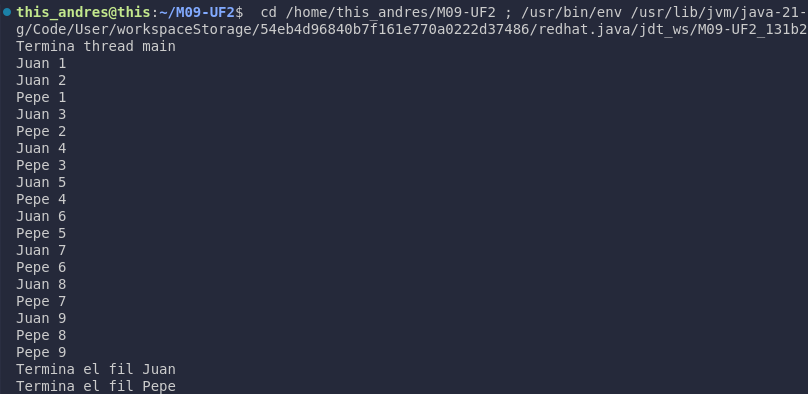 this_andres@this:~/M09-UF2$  cd /home/this_andres/M09-UF2 ; /usr/bin/env /usr/lib/jvm/java-21-
g/Code/User/workspaceStorage/54eb4d96840b7f161e770a0222d37486/redhat.java/jdt_ws/M09-UF2_131b2
Termina thread main
Juan 1
Juan 2
Pepe 1
Juan 3
Pepe 2
Juan 4
Pepe 3
Juan 5
Pepe 4
Juan 6
Pepe 5
Juan 7
Pepe 6
Juan 8
Pepe 7
Juan 9
Pepe 8
Pepe 9
Termina el fil Juan
Termina el fil Pepe